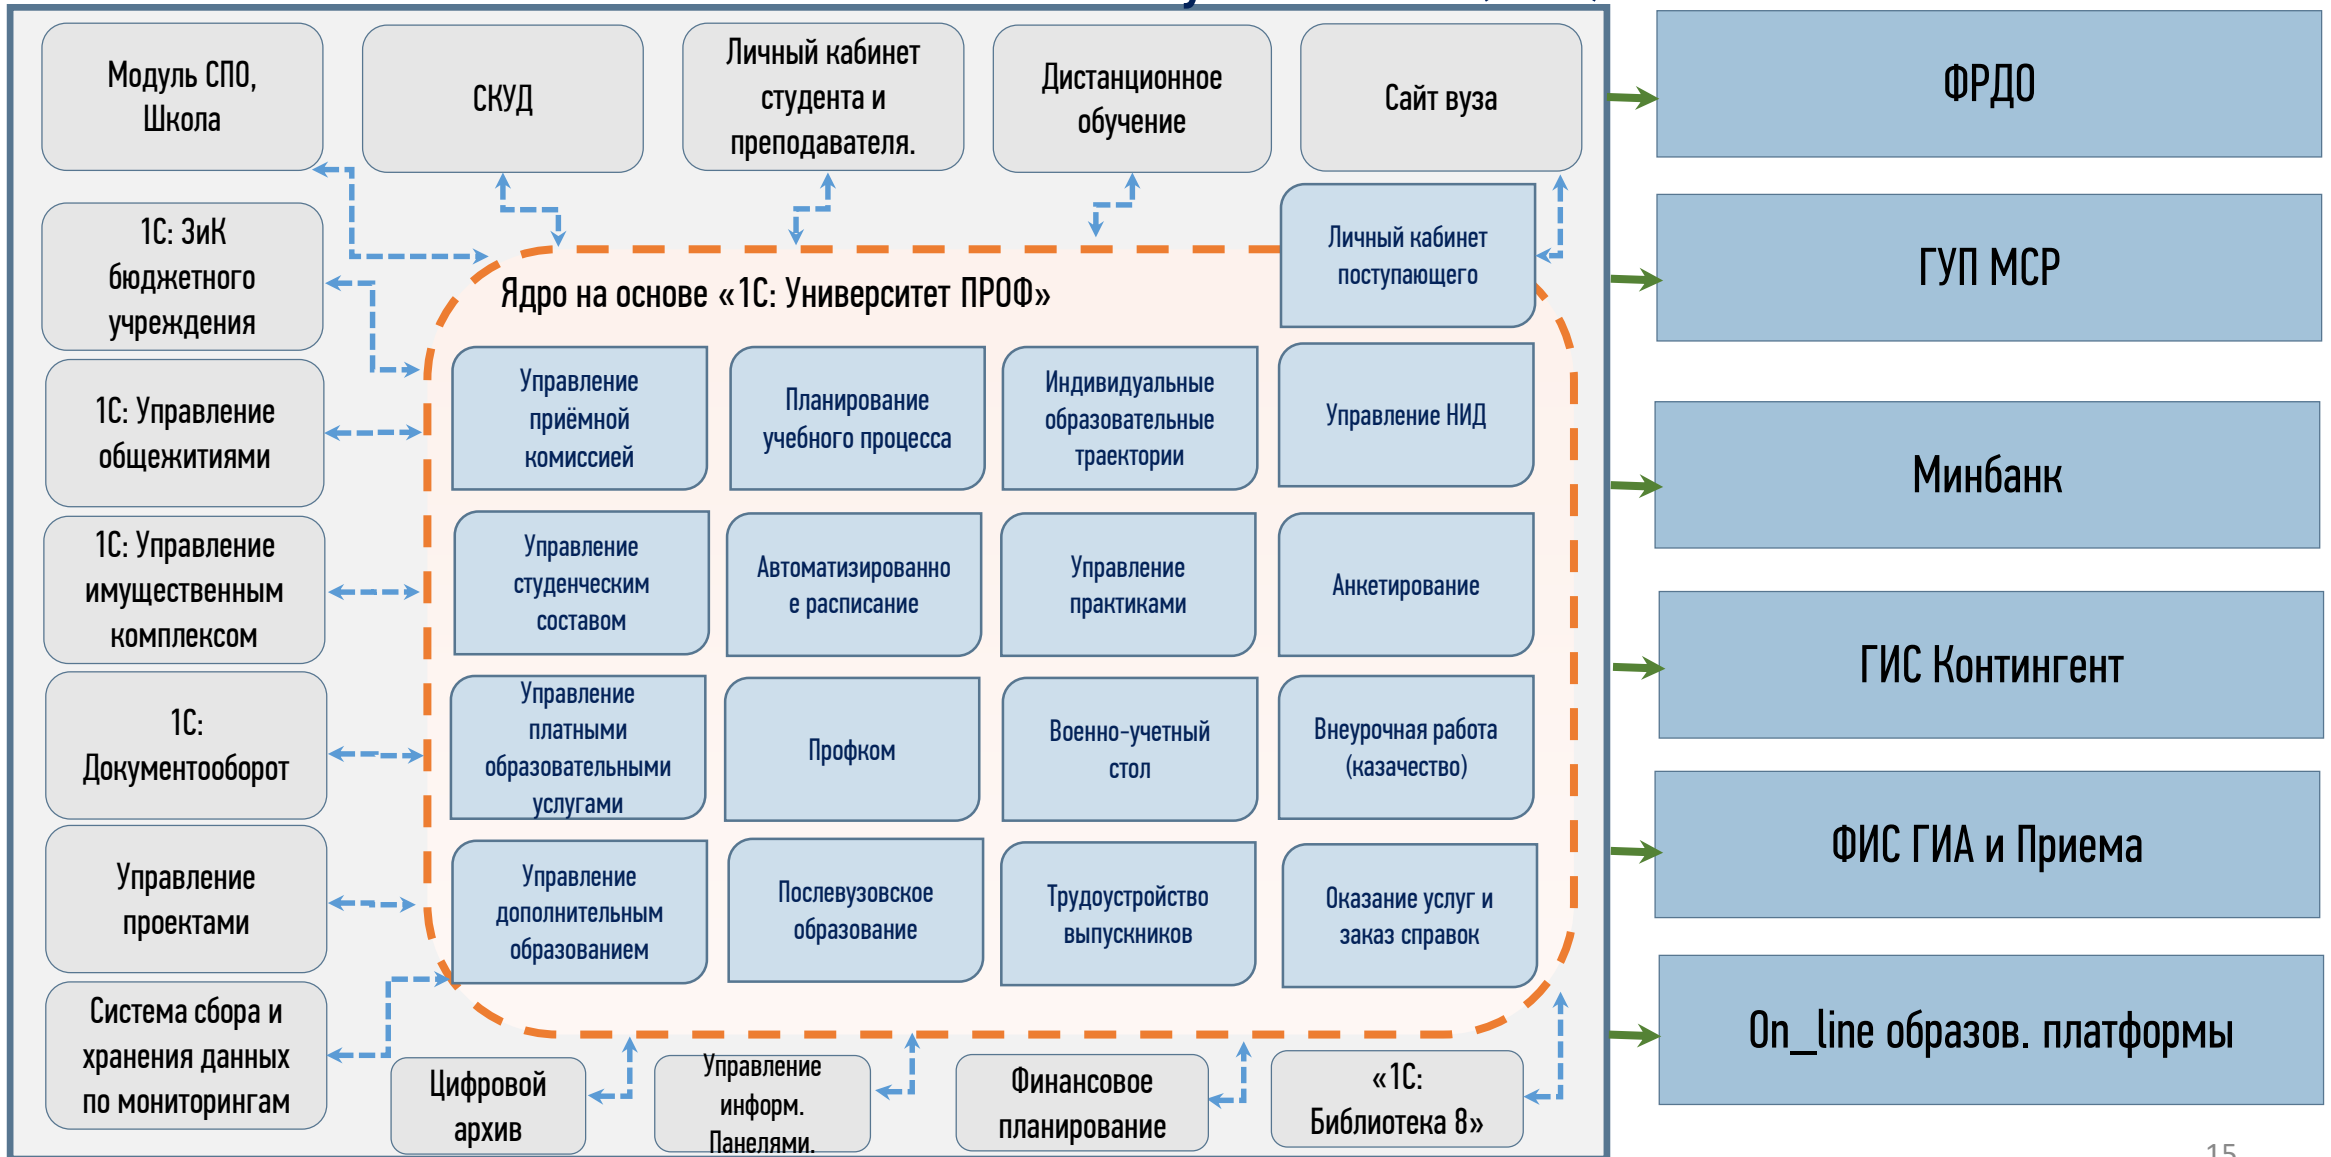 Модуль СПО,
Школа
СКУД
Личный кабинет
студента и
преподавателя.
Дистанционное
обучение
Сайт вуза
1С: ЗиК
бюджетного
учреждения
1С: Управление
общежитиями
1С: Управление
имущественным
комплексом
1С:
Документооборот
Управление
проектами
Система сбора и
хранения данных
по мониторингам
Ядро на основе «1С: Университет ПРОФ»
Личный кабинет
поступающего
Управление
приёмной
комиссией
Планирование
учебного процесса
Индивидуальные
образовательные
траектории
Управление НИД
Управление
студенческим
составом
Автоматизированно
е расписание
Управление
практиками
Анкетирование
Управление
платными
образовательными
услугами
Профком
Военно-учетный
стол
Внеурочная работа
(казачество)
Управление
дополнительным
образованием
Послевузовское
образование
Трудоустройство
выпускников
Оказание услуг и
заказ справок
Цифровой
архив
Управление
информ.
Панелями.
Финансовое
планирование
«1С:
Библиотека 8»
ФРДО
ГУП МСР
Минбанк
ГИС Контингент
ФИС ГИА и Приема
On_line образов. платформы
15